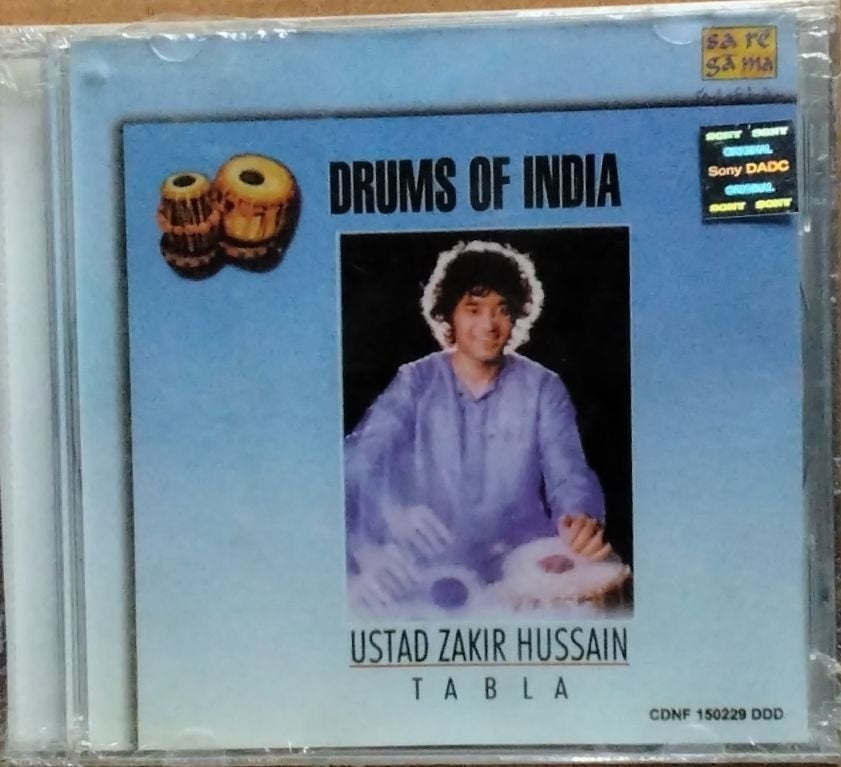 sa re
ga ma
SONY SONY
ORIGINAL
Sony DADC
ORIGINAL
SONY SONY
DRUMS OF INDIA
USTAD ZAKIR HUSSAIN
TABLA
CDNF 150229 DDD